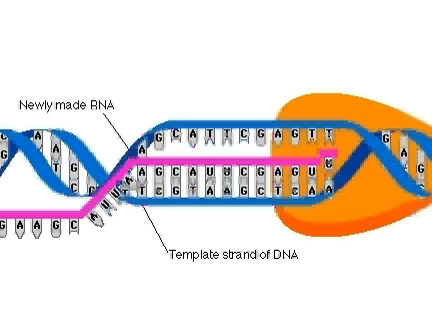 Newly made RNA
G C A T T C G A G T T
A G C A U U C G A G U U
T C G T A A G C T C A A
G A A G C
A U U C
Template strand of DNA